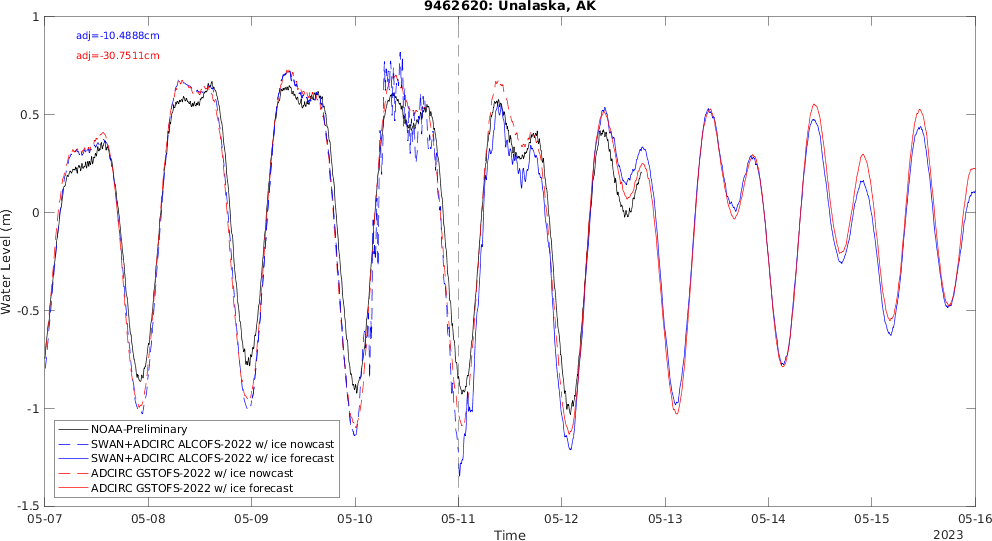 9462620: Unalaska, AK
adj=-10.4888cm
adj=-30.7511cm
Water Level (m)
1
0.5
0
-0.5
-1
-1.5
NOAA-Preliminary
SWAN+ADCIRC ALCOFS-2022 w/ ice nowcast
SWAN+ADCIRC ALCOFS-2022 w/ ice forecast
ADCIRC GSTOFS-2022 w/ ice nowcast
ADCIRC GSTOFS-2022 w/ ice forecast
05-07 05-08 05-09 05-10 05-11 05-12 05-13 05-14 05-15 05-16
Time
2023